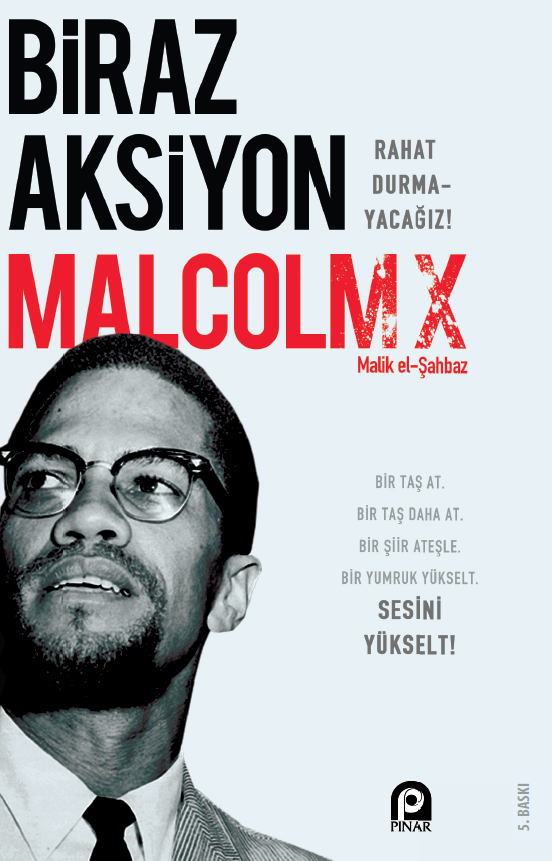 BİRAZ
AKSİYON
RAHAT
DURMA-
YACAĞIZ!
MALCOLM X
Malik el-Şahbaz
BİR TAŞ AT.
BİR TAŞ DAHA AT.
BİR ŞİİR ATEŞLE.
BİR YUMRUK YÜKSELT.
SESİNİ
YÜKSELT!
PINAR
5. BASKI